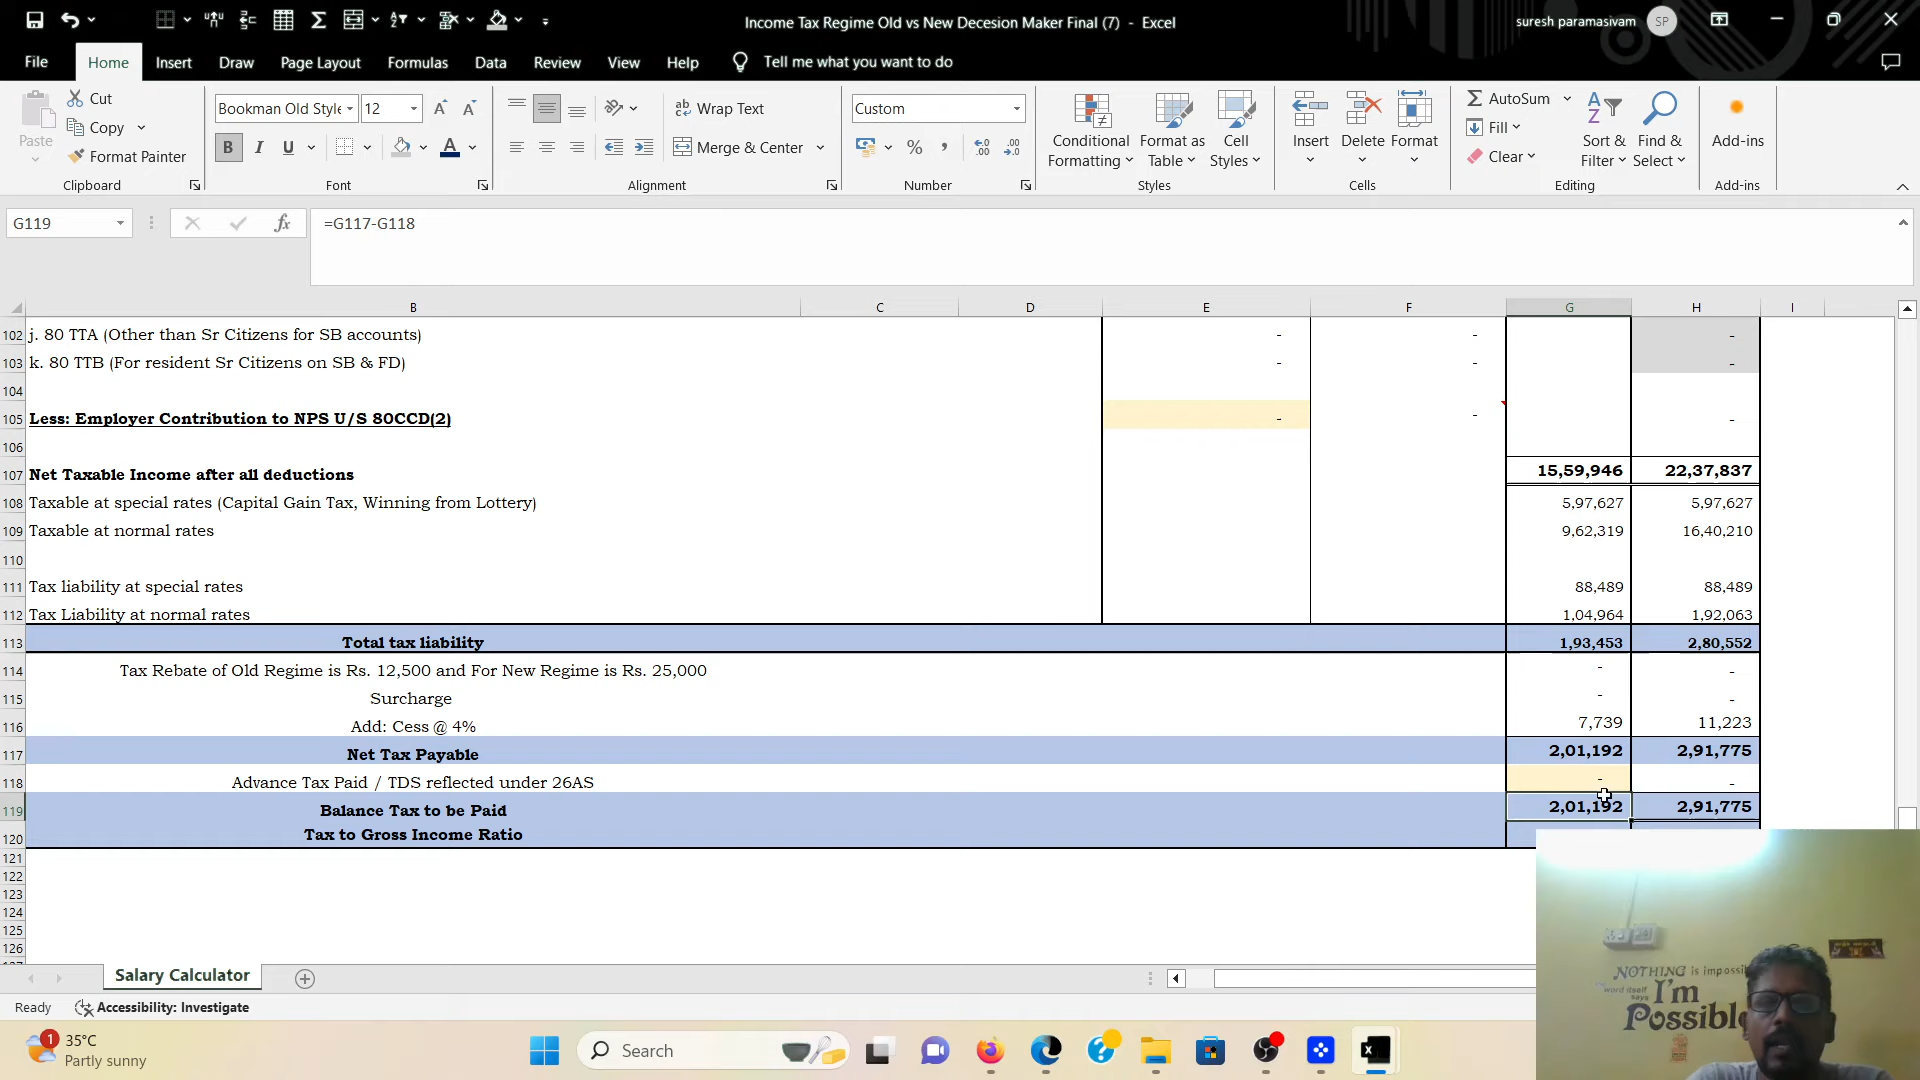 Income Tax Regime Old vs New Decesion Maker Final (7) - Excel
suresh paramasivam SP
File Home Insert Draw Page Layout Formulas Data Review View Help Tell me what you want to do
Paste Cut Copy Format Painter Clipboard
Bookman Old Style 12 Font
Wrap Text Merge & Center Alignment
Custom Number
Conditional Formatting Format as Table Cell Styles Styles
Insert Delete Format Cells
AutoSum Fill Clear Sort & Filter Find & Select Editing
Add-ins Add-ins
G119 fx =G117-G118
B C D E F G H I
102 j. 80 TTA (Other than Sr Citizens for SB accounts) - - -
103 k. 80 TTB (For resident Sr Citizens on SB & FD) - - -
104
105 Less: Employer Contribution to NPS U/S 80CCD(2) - - -
106
107 Net Taxable Income after all deductions 15,59,946 22,37,837
108 Taxable at special rates (Capital Gain Tax, Winning from Lottery) 5,97,627 5,97,627
109 Taxable at normal rates 9,62,319 16,40,210
110
111 Tax liability at special rates 88,489 88,489
112 Tax Liability at normal rates 1,04,964 1,92,063
113 Total tax liability 1,93,453 2,80,552
114 Tax Rebate of Old Regime is Rs. 12,500 and For New Regime is Rs. 25,000 - -
115 Surcharge - -
116 Add: Cess @ 4% 7,739 11,223
117 Net Tax Payable 2,01,192 2,91,775
118 Advance Tax Paid / TDS reflected under 26AS - -
119 Balance Tax to be Paid 2,01,192 2,91,775
120 Tax to Gross Income Ratio
121
122
123
124
125
126
Salary Calculator
Ready Accessibility: Investigate
NOTHING is impossi
word itself
says
I'm
Possibl
1 35°C
Partly sunny
Search